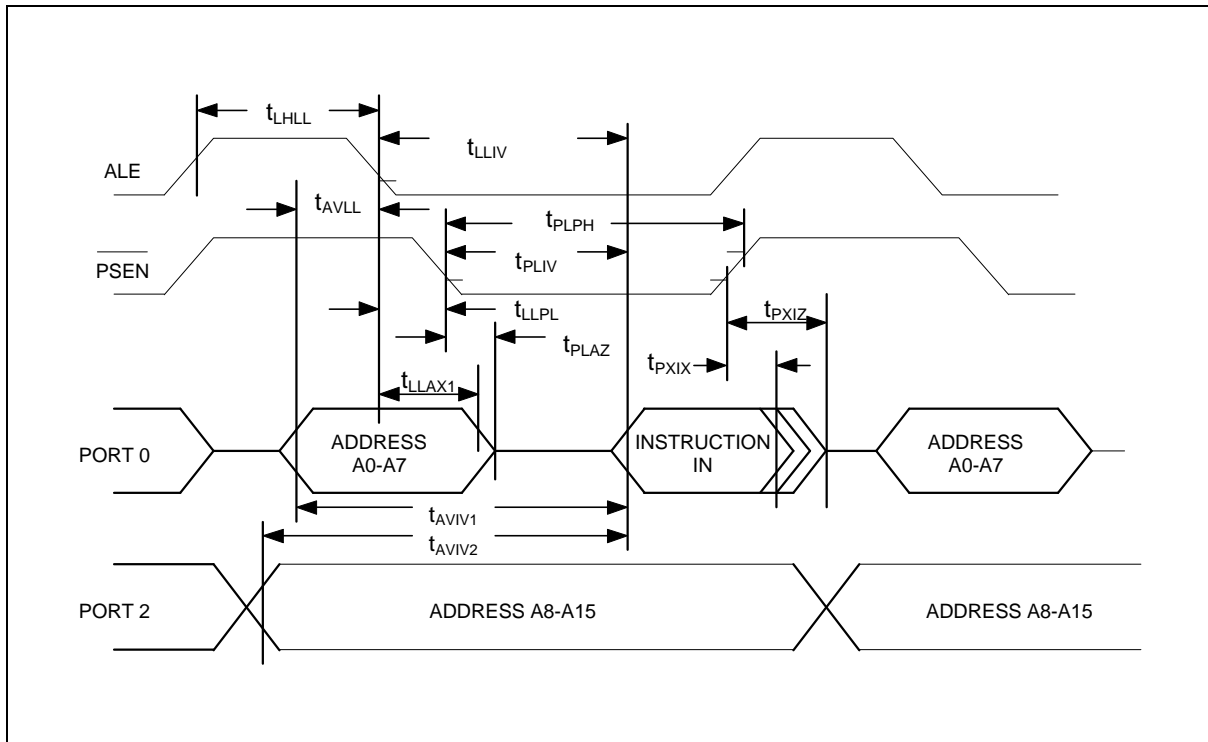 tLHLL
tLLIV
ALE
tAVLL
tPLPH
PSEN
tPLIV
tLLPL
tPXIZ
tPLAZ
tPXIX
tLLAX1
PORT 0
ADDRESS
A0-A7
INSTRUCTION
IN
ADDRESS
A0-A7
tAVIV1
tAVIV2
PORT 2
ADDRESS A8-A15
ADDRESS A8-A15